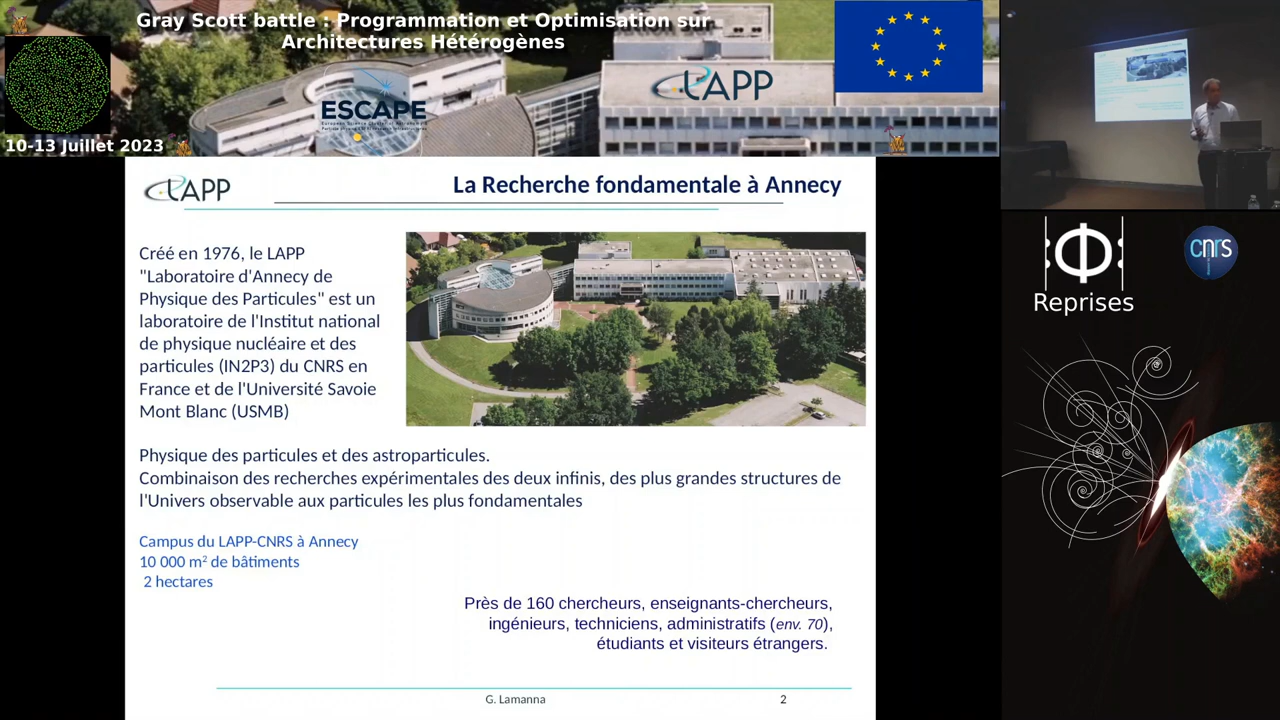 Gray Scott battle : Programmation et Optimisation sur
Architectures Hétérogènes
LAPP
ESCAPE
10-13 Juillet 2023
LAPP
La Recherche fondamentale à Annecy
Créé en 1976, le LAPP
"Laboratoire d'Annecy de
Physique des Particules" est un
laboratoire de l'Institut national
de physique nucléaire et des
particules (IN2P3) du CNRS en
France et de l'Université Savoie
Mont Blanc (USMB)
Physique des particules et des astroparticules.
Combinaison des recherches expérimentales des deux infinis, des plus grandes structures de
l'Univers observable aux particules les plus fondamentales
Campus du LAPP-CNRS à Annecy
10 000 m² de bâtiments
2 hectares
Près de 160 chercheurs, enseignants-chercheurs,
ingénieurs, techniciens, administratifs (env. 70),
étudiants et visiteurs étrangers.
G. Lamanna
2
Φ
Reprises
cnrs